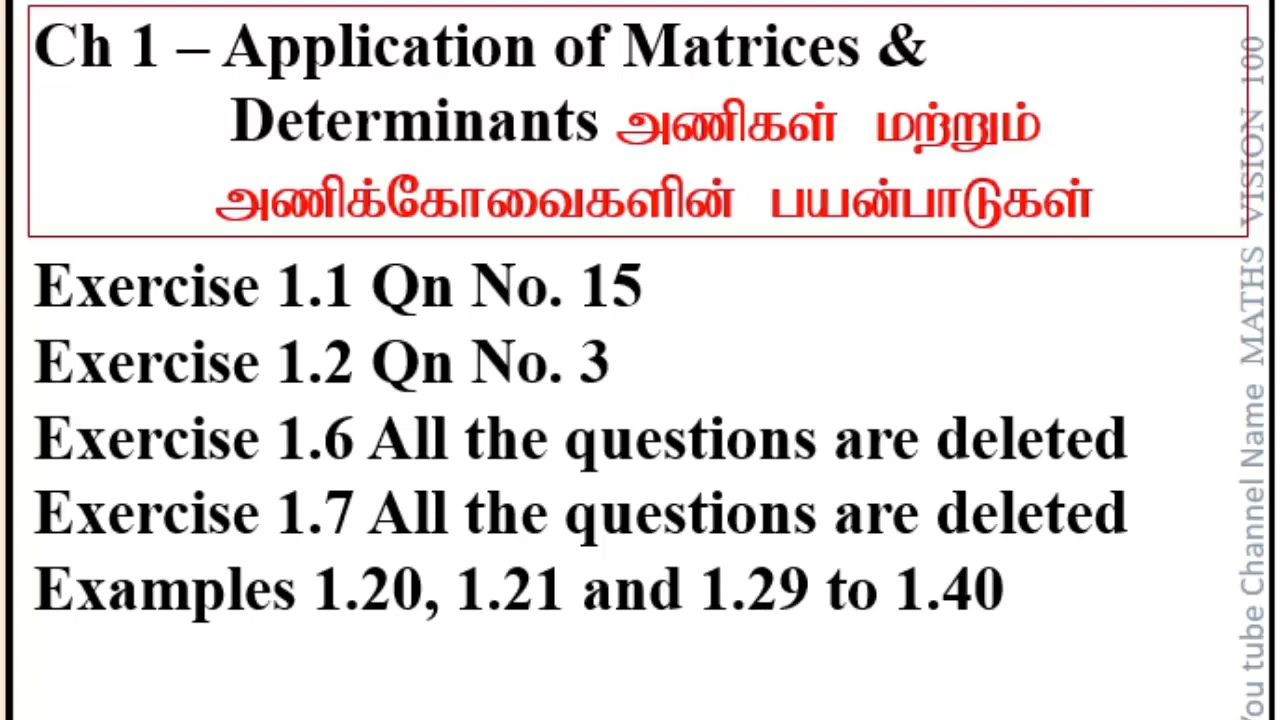 Ch 1 – Application of Matrices &
Determinants அணிகள் மற்றும்
அணிக்கோவைகளின் பயன்பாடுகள்
Exercise 1.1 Qn No. 15
Exercise 1.2 Qn No. 3
Exercise 1.6 All the questions are deleted
Exercise 1.7 All the questions are deleted
Examples 1.20, 1.21 and 1.29 to 1.40
You tube Channel Name MATHS VISION 100